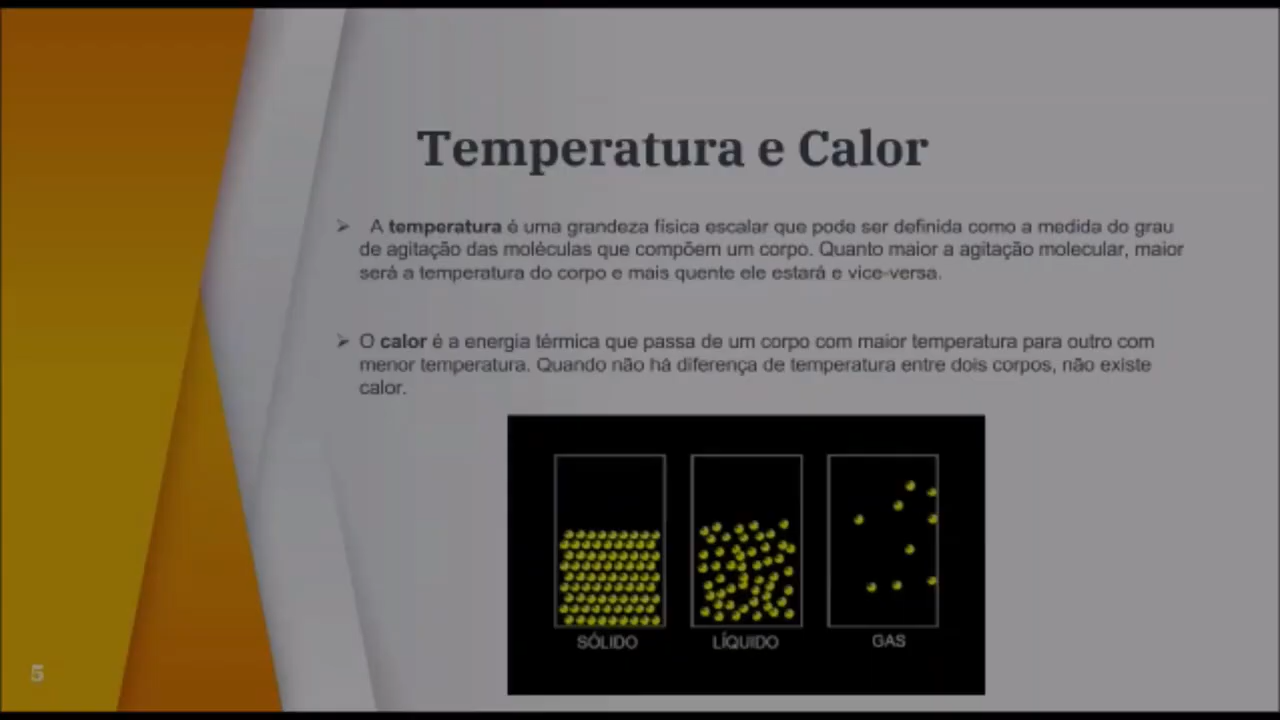 Temperatura e Calor
➢ A temperatura é uma grandeza física escalar que pode ser definida como a medida do grau
de agitação das moléculas que compõem um corpo. Quanto maior a agitação molecular, maior
será a temperatura do corpo e mais quente ele estará e vice-versa.
➢ O calor é a energia térmica que passa de um corpo com maior temperatura para outro com
menor temperatura. Quando não há diferença de temperatura entre dois corpos, não existe
calor.
SÓLIDO LÍQUIDO GAS
5